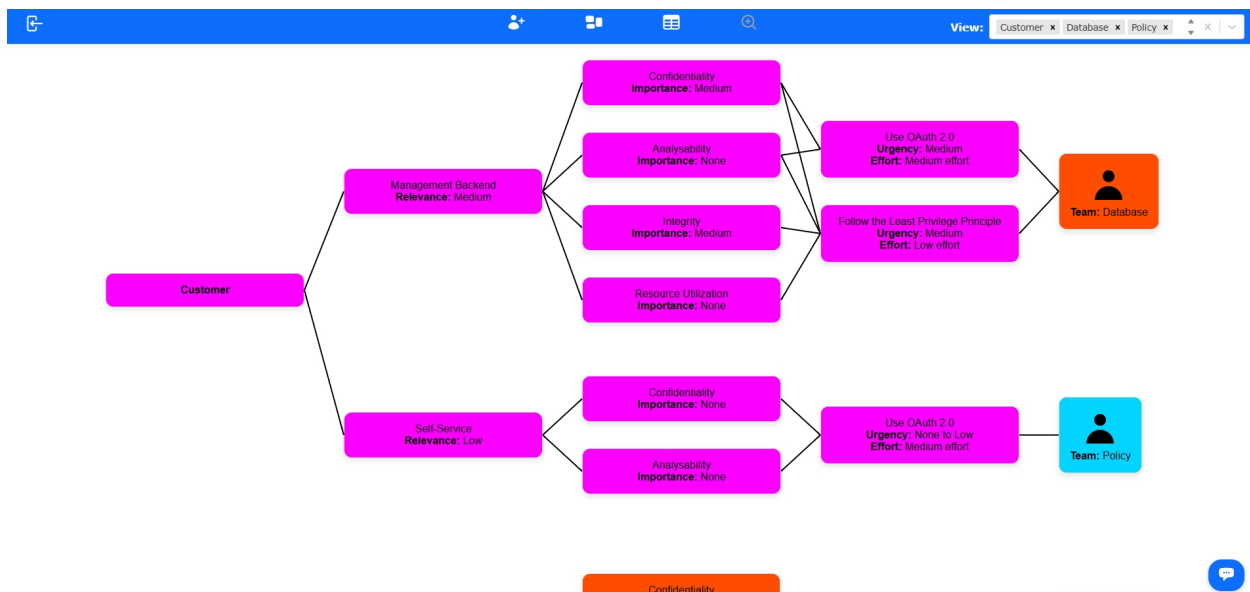 View: Customer × Database × Policy ×
Confidentiality
Importance: Medium
Analysability
Importance: None
Use OAuth 2.0
Urgency: Medium
Effort: Medium effort
Management Backend
Relevance: Medium
Team: Database
Integrity
Importance: Medium
Follow the Least Privilege Principle
Urgency: Medium
Effort: Low effort
Customer
Resource Utilization
Importance: None
Confidentiality
Importance: None
Self-Service
Relevance: Low
Use OAuth 2.0
Urgency: None to Low
Effort: Medium effort
Team: Policy
Analysability
Importance: None
Confidentiality